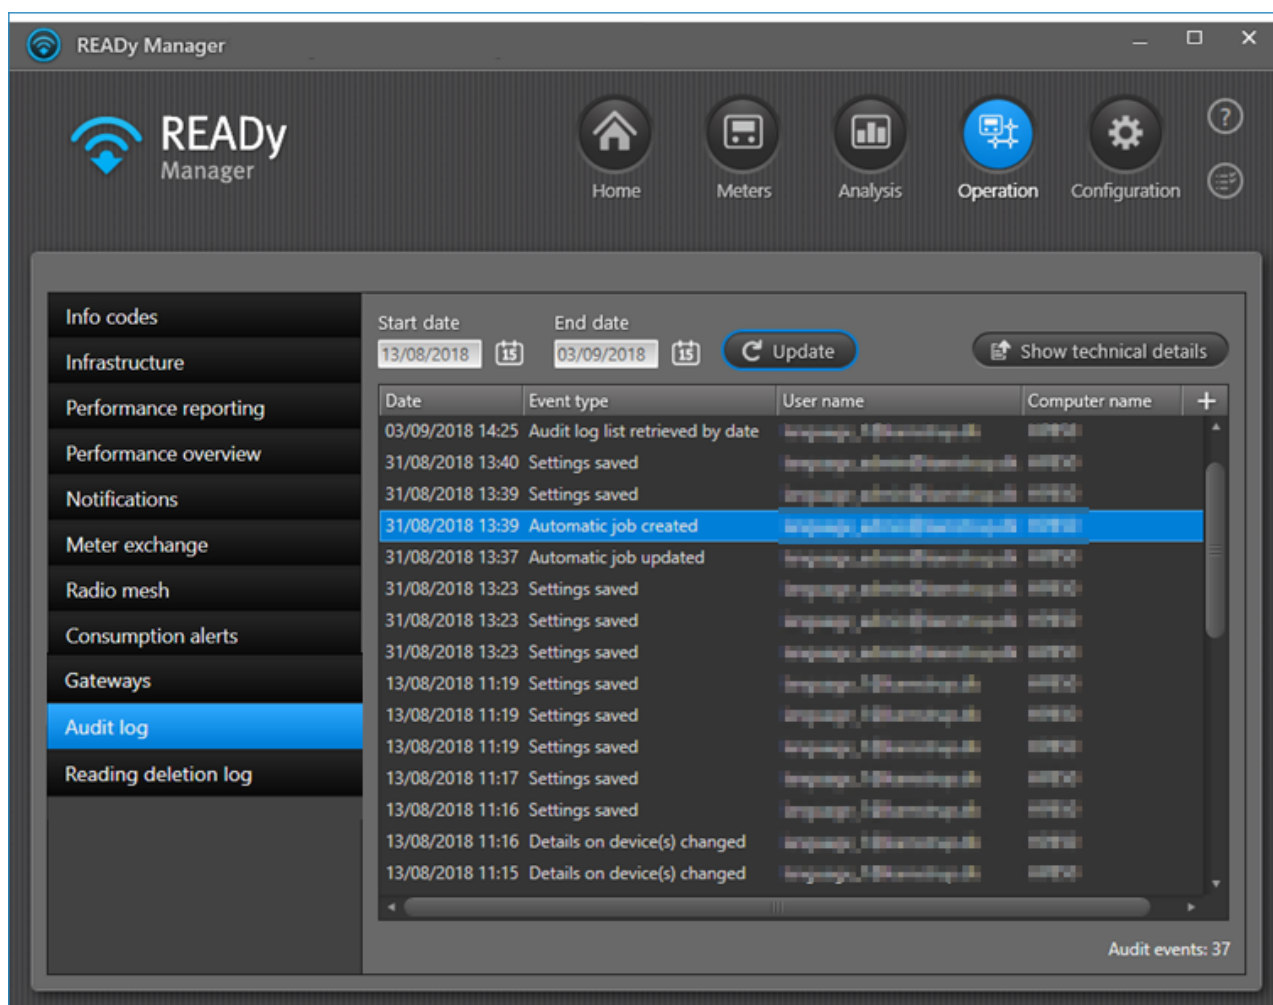 READy Manager
READy
Manager
Home Meters Analysis Operation Configuration
Info codes
Infrastructure
Performance reporting
Performance overview
Notifications
Meter exchange
Radio mesh
Consumption alerts
Gateways
Audit log
Reading deletion log
Start date End date
13/08/2018 15 03/09/2018 15 Update Show technical details
Date Event type User name Computer name +
03/09/2018 14:25 Audit log list retrieved by date
31/08/2018 13:40 Settings saved
31/08/2018 13:39 Settings saved
31/08/2018 13:39 Automatic job created
31/08/2018 13:37 Automatic job updated
31/08/2018 13:23 Settings saved
31/08/2018 13:23 Settings saved
31/08/2018 13:23 Settings saved
13/08/2018 11:19 Settings saved
13/08/2018 11:19 Settings saved
13/08/2018 11:19 Settings saved
13/08/2018 11:17 Settings saved
13/08/2018 11:16 Settings saved
13/08/2018 11:16 Details on device(s) changed
13/08/2018 11:15 Details on device(s) changed
Audit events: 37